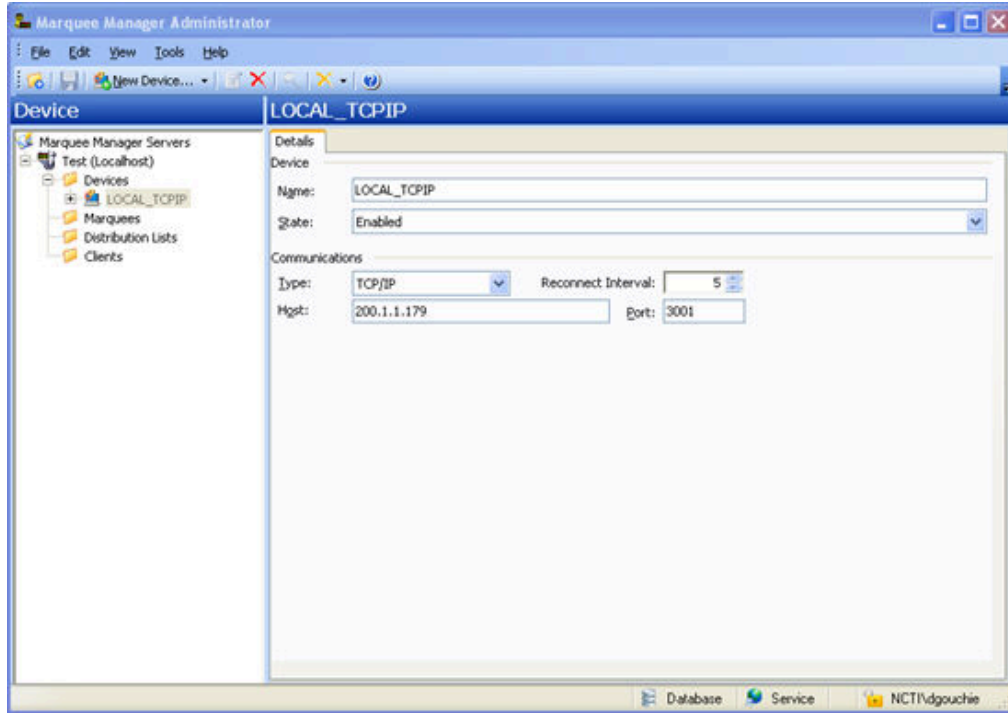 Marquee Manager Administrator
File Edit View Tools Help
New Device...
Device
LOCAL_TCPIP
Marquee Manager Servers
Test (Localhost)
Devices
LOCAL_TCPIP
Marquees
Distribution Lists
Clients
Details
Device
Name: LOCAL_TCPIP
State: Enabled
Communications
Type: TCP/IP Reconnect Interval: 5
Host: 200.1.1.179 Port: 3001
Database Service NCTI\dgouchie